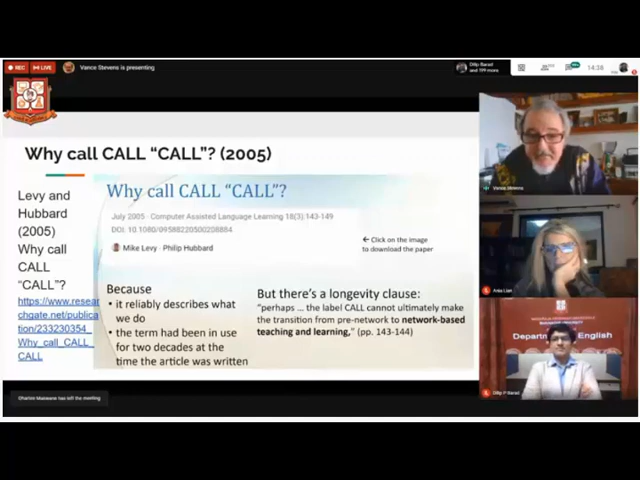 REC
LIVE
Vance Stevens is presenting
Dilip Barad
and 199 more
14:38
Why call CALL “CALL”? (2005)
Levy and
Hubbard
(2005)
Why call
CALL
“CALL”?
https://www.resear
chgate.net/publica
tion/233230354_
Why_call_CALL_
CALL
Why call CALL “CALL”?
July 2005 · Computer Assisted Language Learning 18(3):143-149
DOI: 10.1080/09588220500208884
Mike Levy · Philip Hubbard
← Click on the image
to download the paper
Because
• it reliably describes what
we do
• the term had been in use
for two decades at the
time the article was written
But there’s a longevity clause:
“perhaps ... the label CALL cannot ultimately make
the transition from pre-network to network-based
teaching and learning,” (pp. 143-144)
Vance Stevens
Department English
Dilip P Barad
has left the meeting